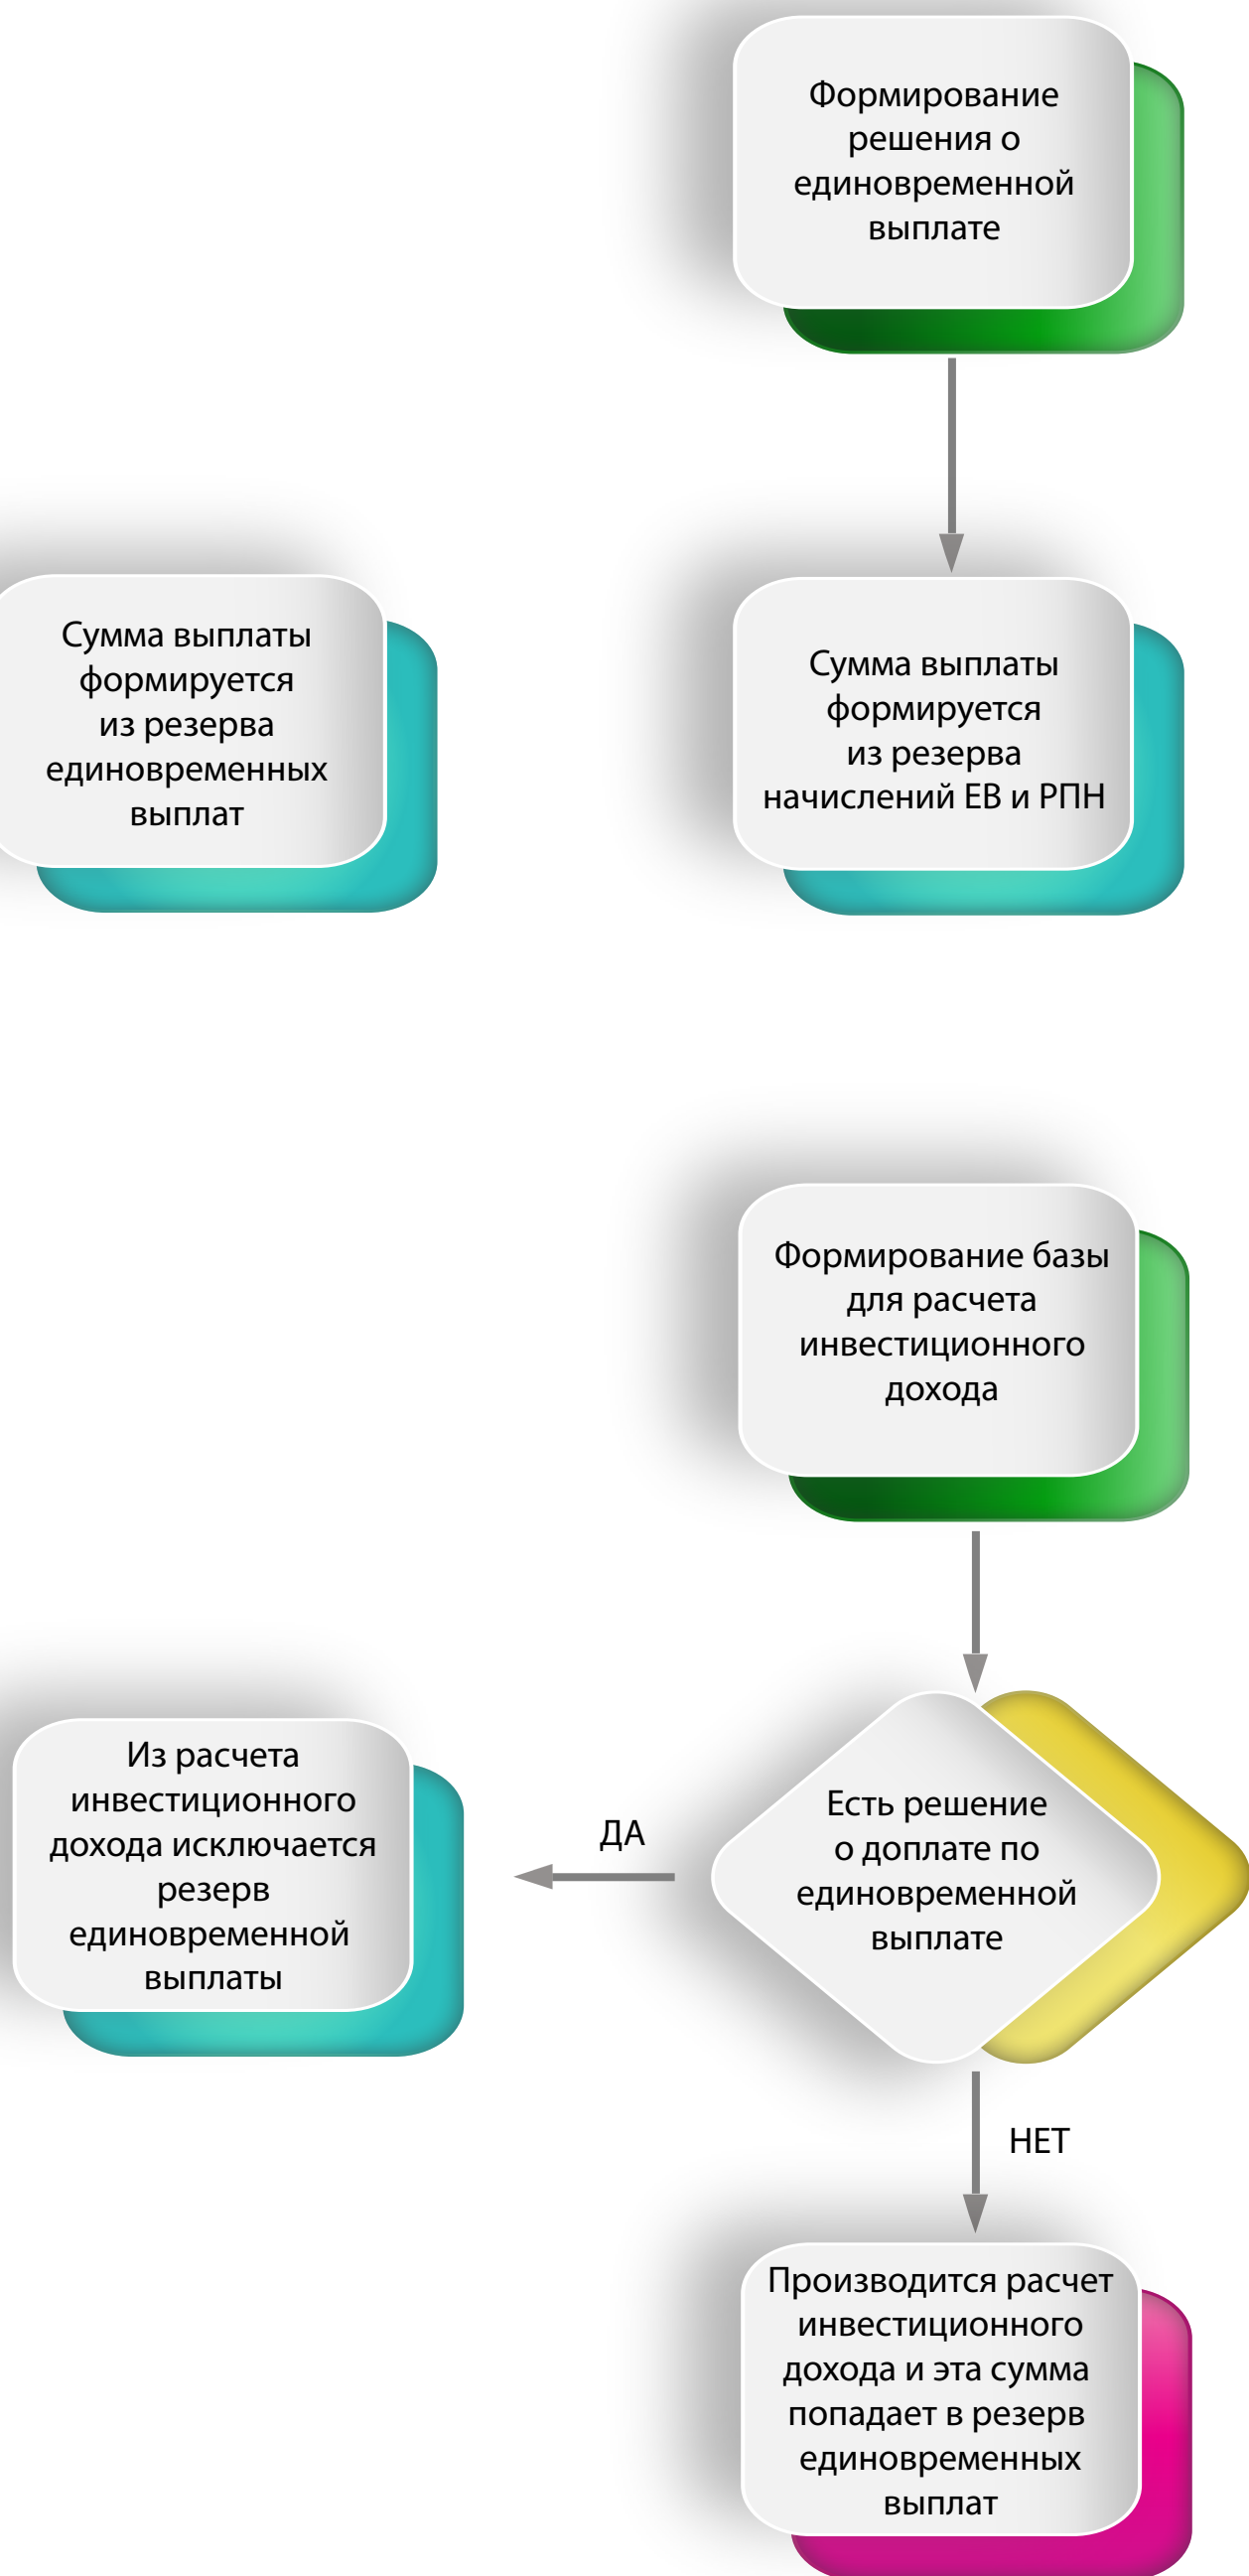 Формирование
решения о
единовременной
выплате
Сумма выплаты
формируется
из резерва
единовременных
выплат
Сумма выплаты
формируется
из резерва
начислений ЕВ и РПН
Формирование базы
для расчета
инвестиционного
дохода
Из расчета
инвестиционного
дохода исключается
резерв
единовременной
выплаты
ДА
Есть решение
о доплате по
единовременной
выплате
НЕТ
Производится расчет
инвестиционного
дохода и эта сумма
попадает в резерв
единовременных
выплат